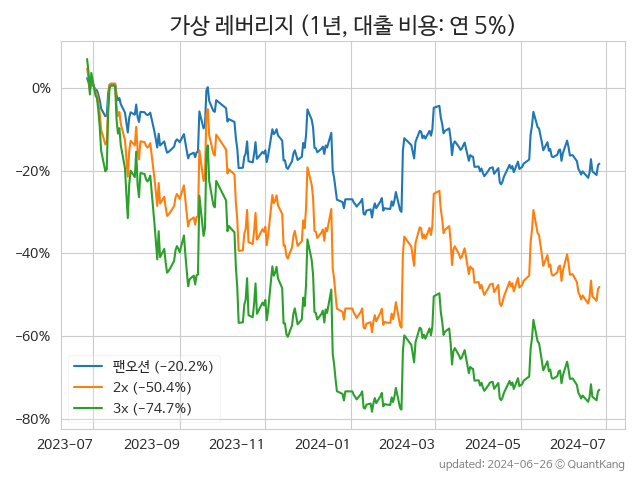 가상 레버리지 (1년, 대출 비용: 연 5%)
0%
−20%
−40%
−60%
−80%
팬오션 (−20.2%)
2x (−50.4%)
3x (−74.7%)
2023−07 2023−09 2023−11 2024−01 2024−03 2024−05 2024−07
updated: 2024−06−26 © QuantKang